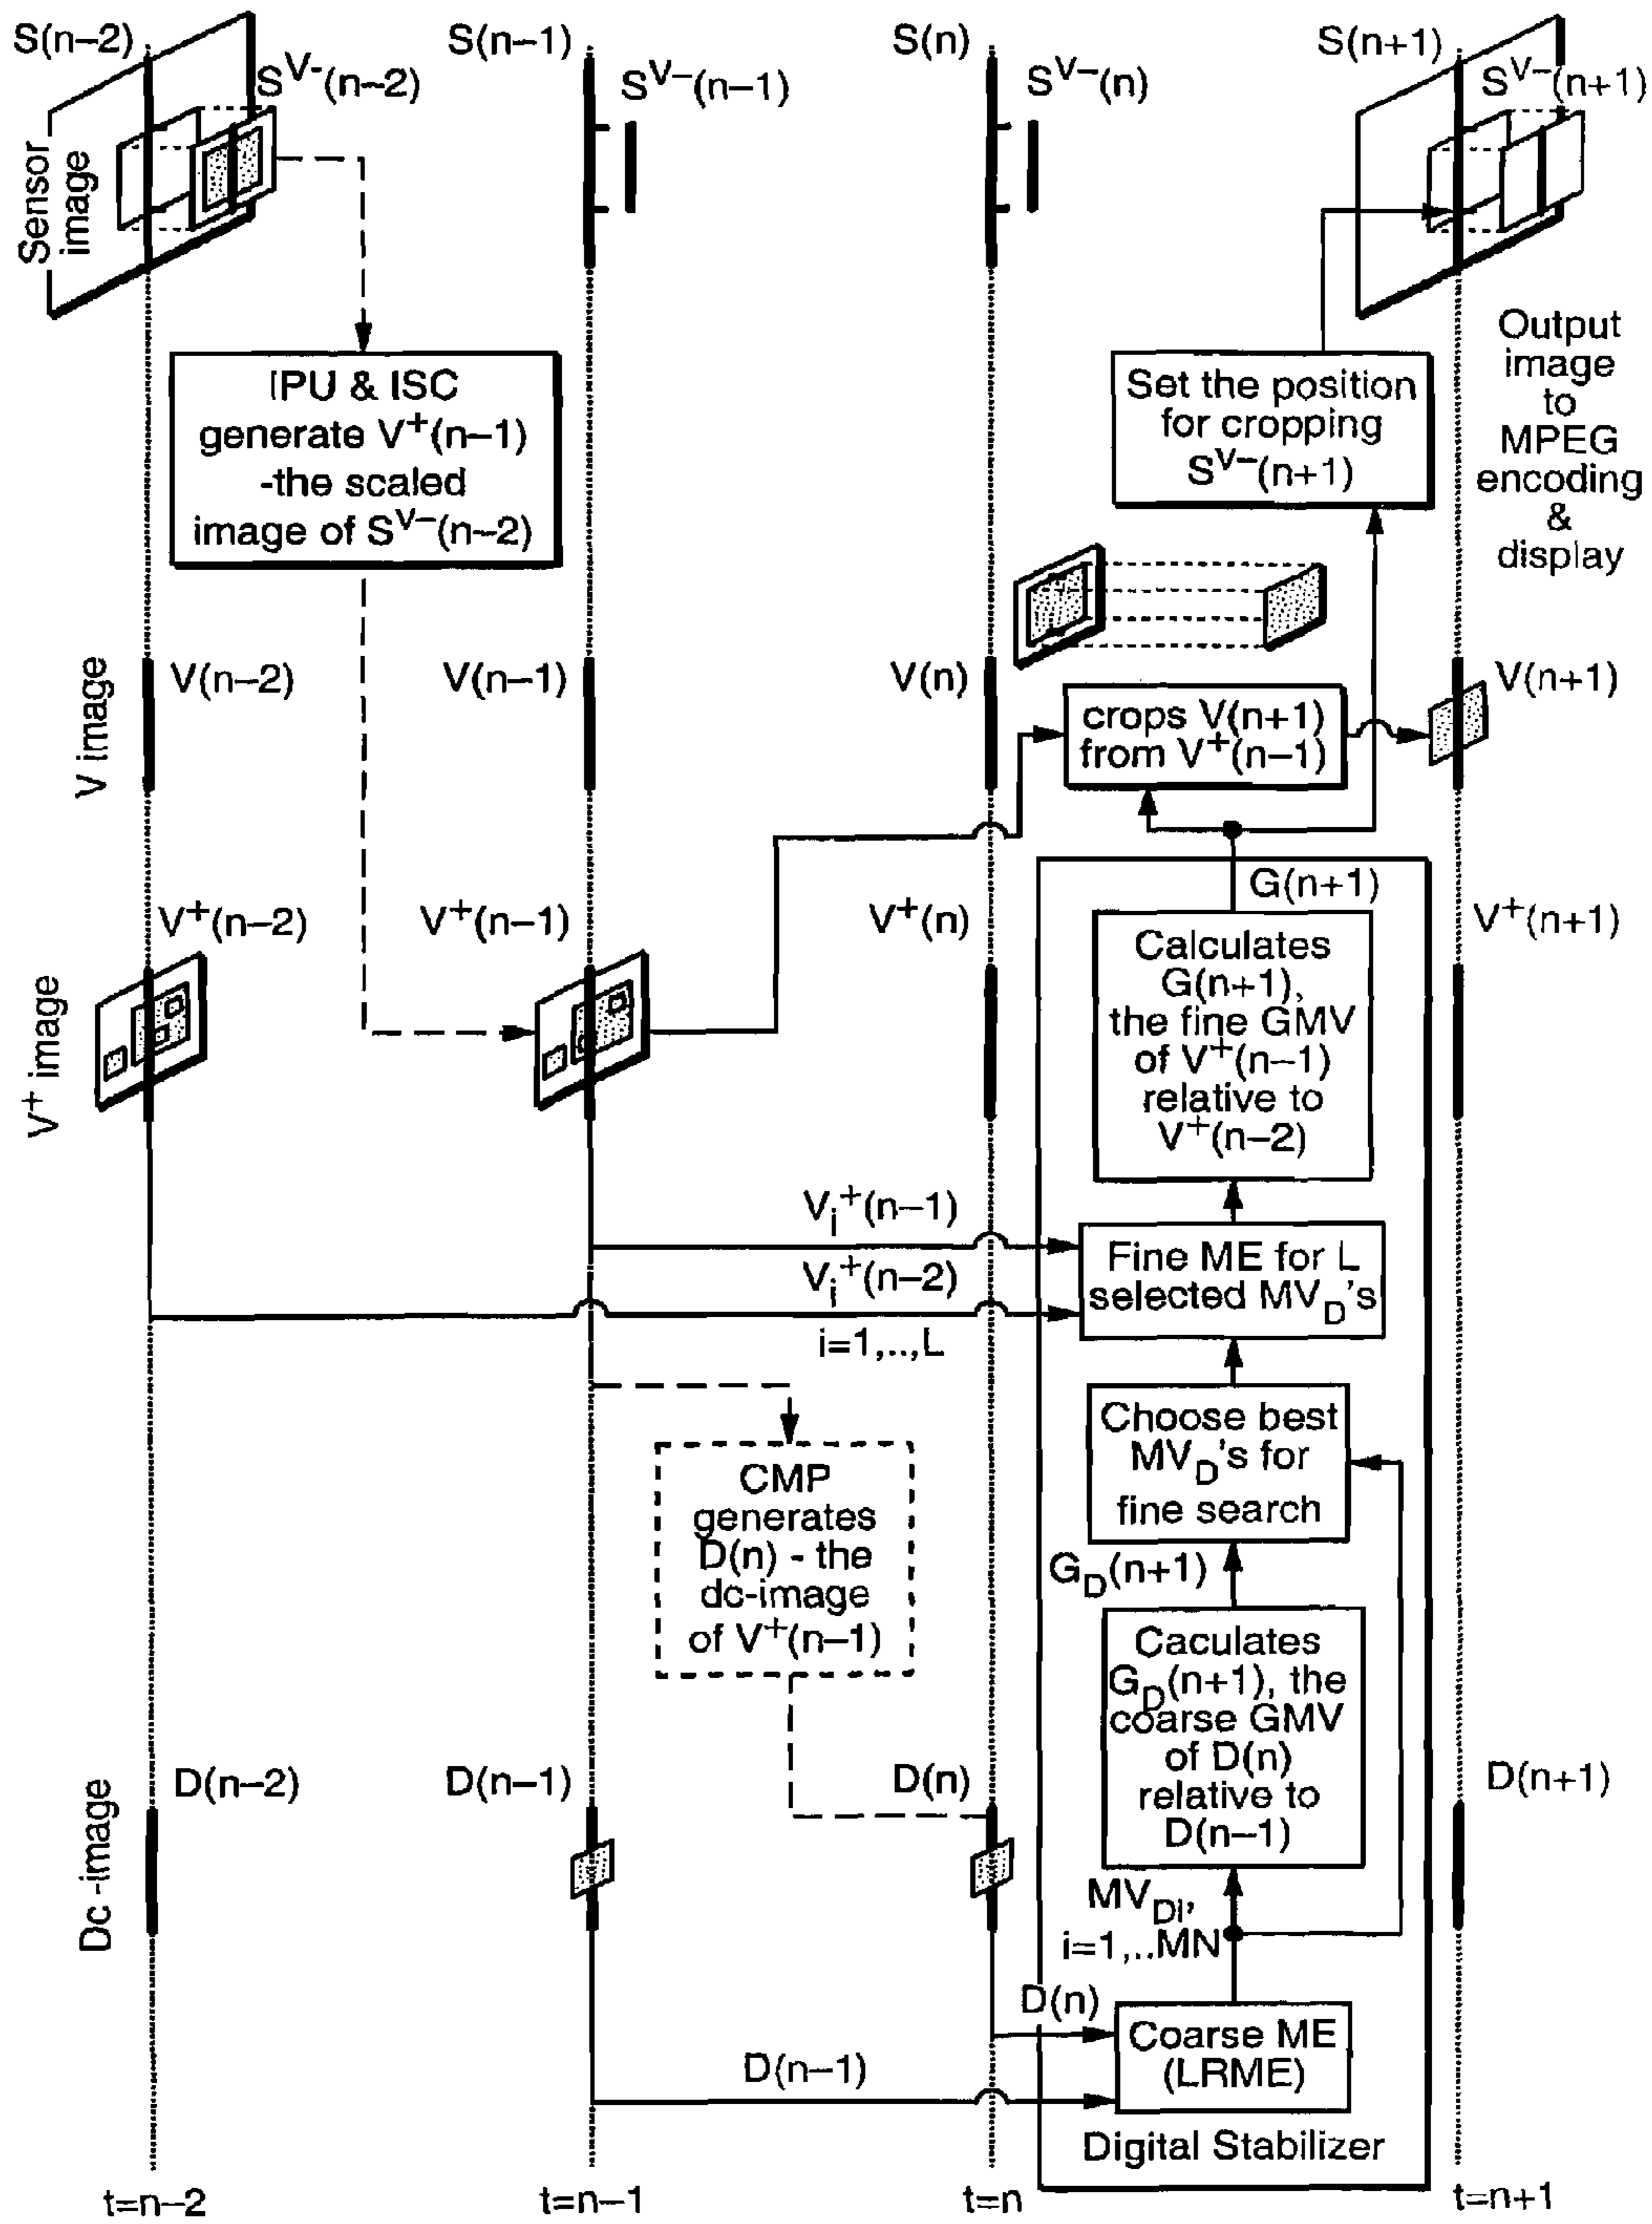 S(n–2)
S(n–1)
S(n)
S(n+1)
S^V-(n–2)
S^V–(n–1)
S^V–(n)
S^V–(n+1)
Sensor
image
IPU & ISC
generate V⁺(n–1)
-the scaled
image of S^V–(n–2)
Set the position
for cropping
S^V–(n+1)
Output
image
to
MPEG
encoding
&
display
V image
V(n–2)
V(n–1)
V(n)
V(n+1)
crops V(n+1)
from V⁺(n–1)
V⁺ image
V⁺(n–2)
V⁺(n–1)
V⁺(n)
V⁺(n+1)
G(n+1)
Calculates
G(n+1),
the fine GMV
of V⁺(n–1)
relative to
V⁺(n–2)
V_i⁺(n–1)
V_i⁺(n–2)
i=1,..,L
Fine ME for L
selected MV_D's
Choose best
MV_D's for
fine search
CMP
generates
D(n) - the
dc-image
of V⁺(n–1)
G_D(n+1)
Caculates
G_D(n+1), the
coarse GMV
of D(n)
relative to
D(n–1)
Dc -image
D(n–2)
D(n–1)
D(n)
D(n+1)
MV_Di,
i=1,..MN
D(n)
D(n–1)
Coarse ME
(LRME)
Digital Stabilizer
t=n–2
t=n–1
t=n
t=n+1